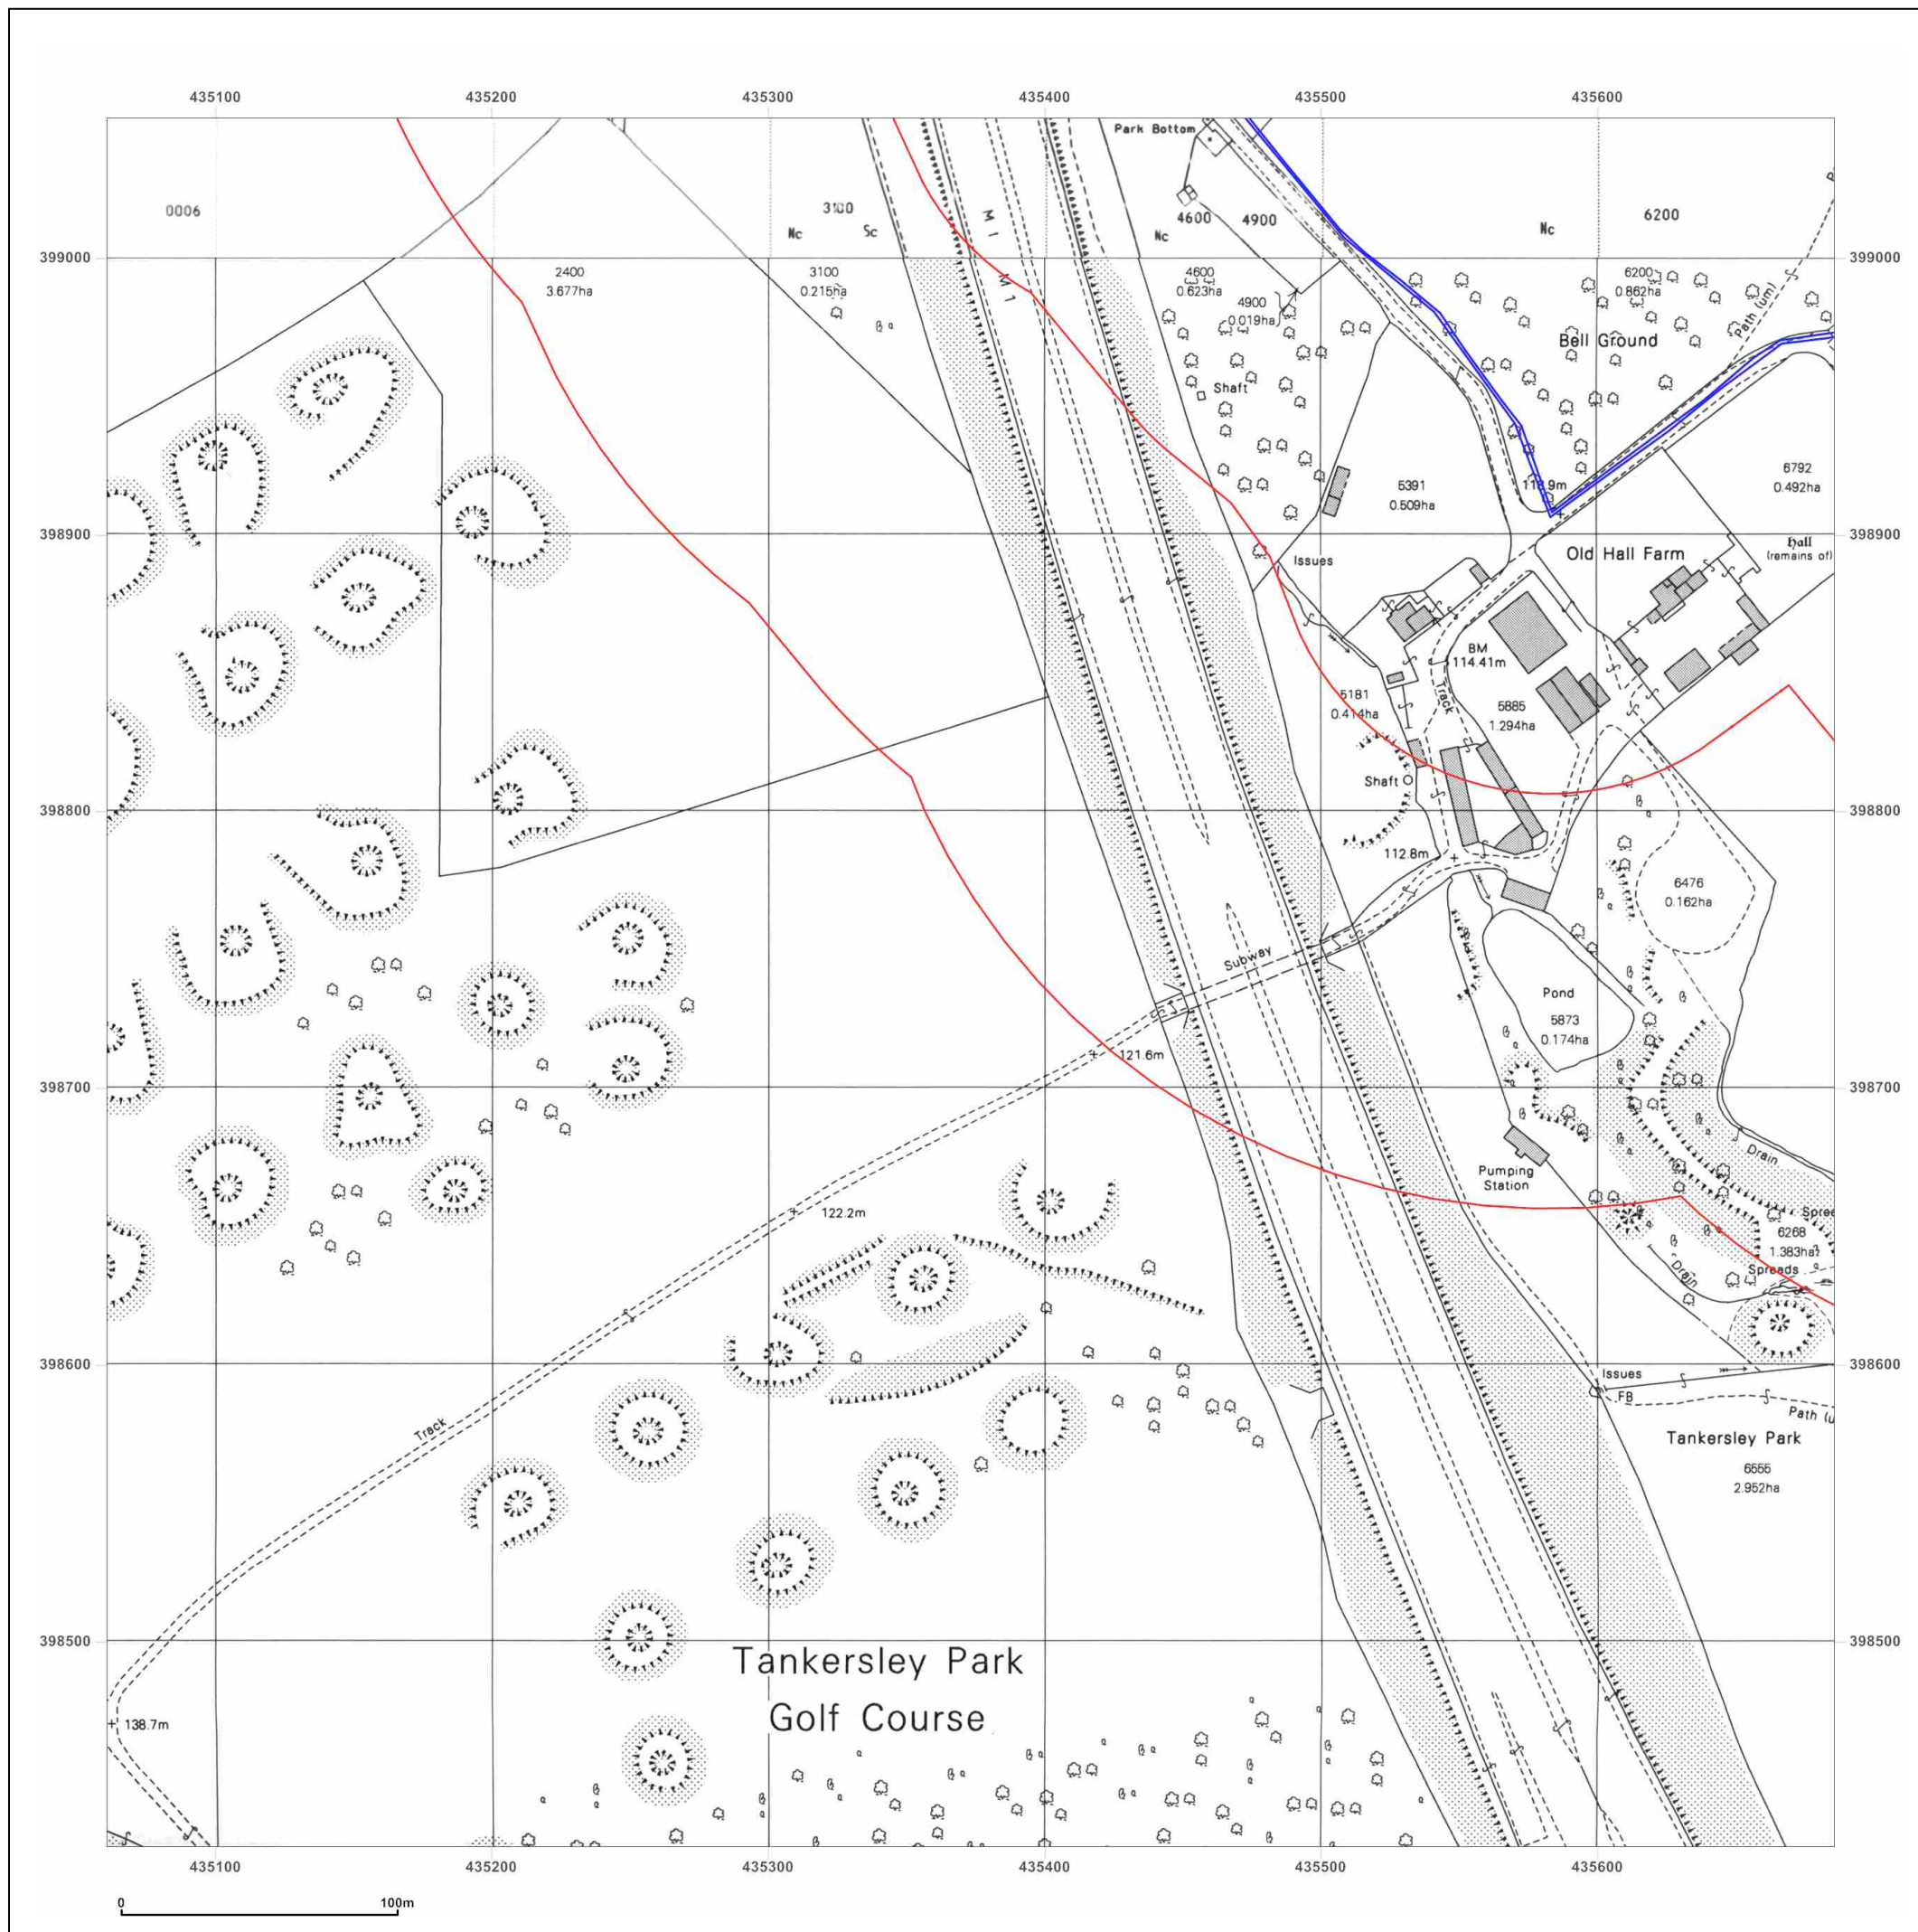 435100 435200 435300 435400 435500 435600
Park Bottom
0006
3100
Nc Sc
M 1
4600 4900
Nc
Nc
6200
399000 399000
2400
3.677ha
3100
0.215ha
M 1
4600
0.623ha
4900
0.019ha
6200
0.862ha
Path (um)
Bell Ground
Shaft
6792
0.492ha
5391
0.509ha
398900 398900
Old Hall Farm
Hall
(remains of)
Issues
BM
114.41m
Track
5181
0.414ha
5885
1.294ha
Shaft
398800 398800
112.8m
6476
0.162ha
Subway
Pond
5873
0.174ha
121.6m
398700 398700
Drain
Pumping
Station
122.2m
6268
1.383ha
Spreads
Drain
398600 398600
Issues
FB
Path (u
Track
Tankersley Park
6555
2.952ha
398500 398500
Tankersley Park
Golf Course
138.7m
435100 435200 435300 435400 435500 435600
0 100m